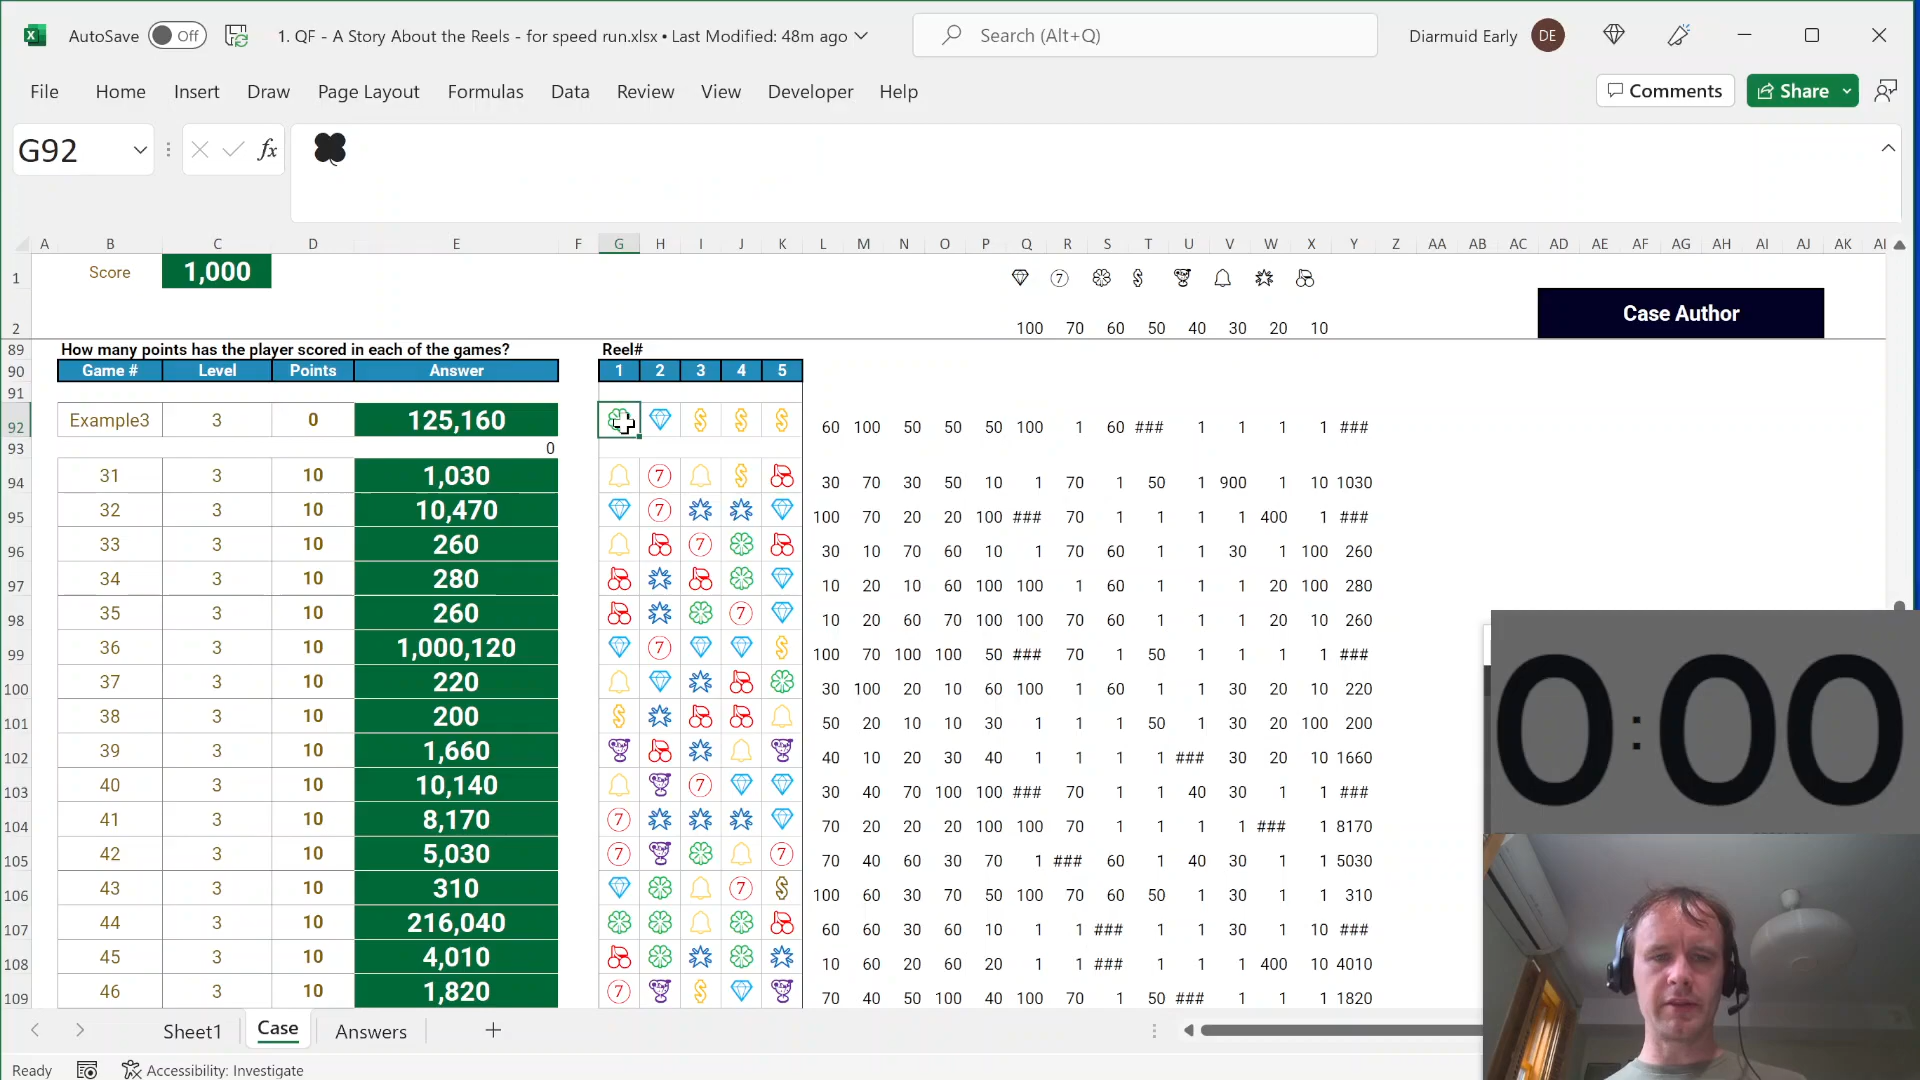 AutoSave Off 1. QF - A Story About the Reels - for speed run.xlsx • Last Modified: 48m ago Search (Alt+Q) Diarmuid Early DE
File Home Insert Draw Page Layout Formulas Data Review View Developer Help Comments Share
G92 fx
A B C D E F G H I J K L M N O P Q R S T U V W X Y Z AA AB AC AD AE AF AG AH AI AJ AK
1 Score 1,000
Case Author
2 100 70 60 50 40 30 20 10
89 How many points has the player scored in each of the games? Reel#
90 Game # Level Points Answer 1 2 3 4 5
91
92 Example3 3 0 125,160 60 100 50 50 50 100 1 60 ### 1 1 1 1 ###
93 0
94 31 3 10 1,030 7 30 70 30 50 10 1 70 1 50 1 900 1 10 1030
95 32 3 10 10,470 7 100 70 20 20 100 ### 70 1 1 1 1 400 1 ###
96 33 3 10 260 7 30 10 70 60 10 1 70 60 1 1 30 1 100 260
97 34 3 10 280 10 20 10 60 100 100 1 60 1 1 1 20 100 280
98 35 3 10 260 7 10 20 60 70 100 100 70 60 1 1 1 20 10 260
99 36 3 10 1,000,120 7 100 70 100 100 50 ### 70 1 50 1 1 1 1 ###
100 37 3 10 220 30 100 20 10 60 100 1 60 1 1 30 20 10 220
101 38 3 10 200 50 20 10 10 30 1 1 1 50 1 30 20 100 200
102 39 3 10 1,660 40 10 20 30 40 1 1 1 1 ### 30 20 10 1660
103 40 3 10 10,140 7 30 40 70 100 100 ### 70 1 1 40 30 1 1 ###
104 41 3 10 8,170 7 70 20 20 20 100 100 70 1 1 1 1 ### 1 8170
105 42 3 10 5,030 7 7 70 40 60 30 70 1 ### 60 1 40 30 1 1 5030
106 43 3 10 310 7 100 60 30 70 50 100 70 60 50 1 30 1 1 310
107 44 3 10 216,040 60 60 30 60 10 1 1 ### 1 1 30 1 10 ###
108 45 3 10 4,010 10 60 20 60 20 1 1 ### 1 1 1 400 10 4010
109 46 3 10 1,820 7 70 40 50 100 40 100 70 1 50 ### 1 1 1 1820
0:00
Sheet1 Case Answers
Ready Accessibility: Investigate